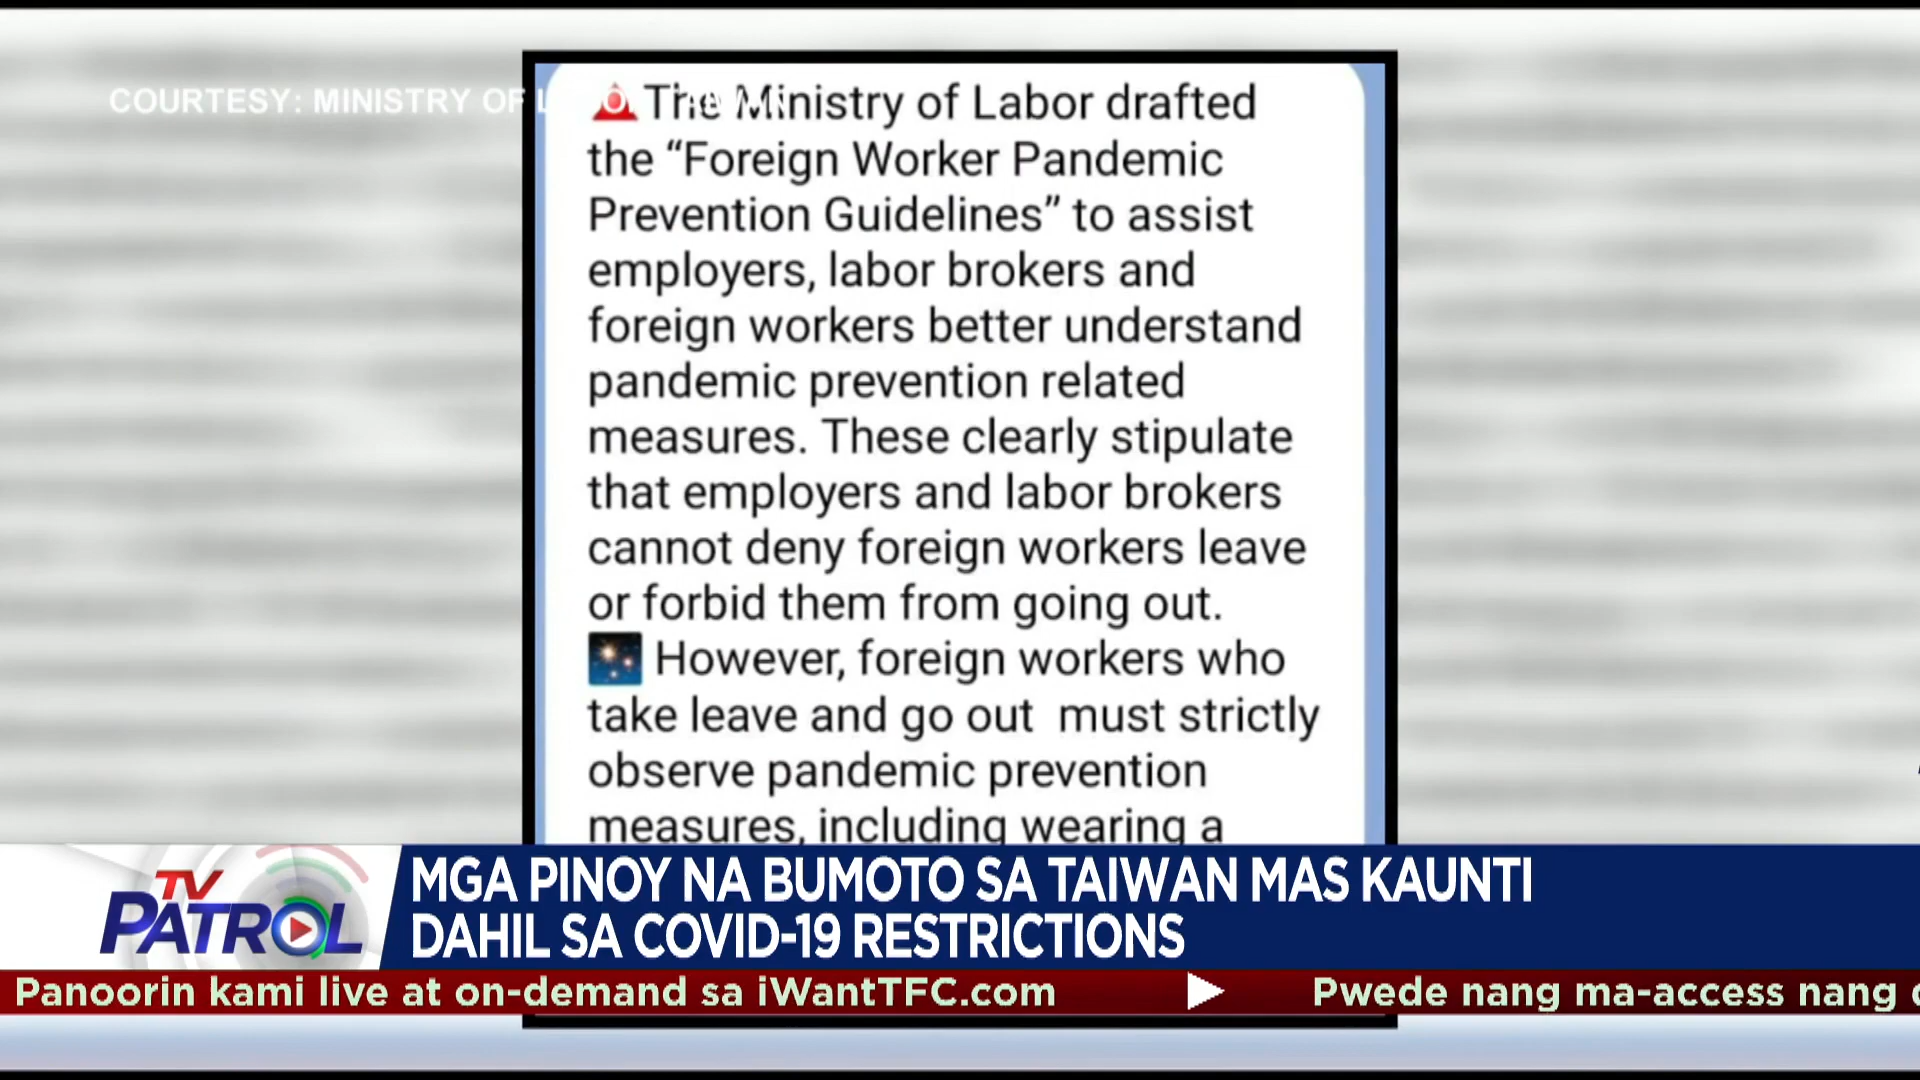 COURTESY: MINISTRY OF LABOR TAIWAN
The Ministry of Labor drafted
the “Foreign Worker Pandemic
Prevention Guidelines” to assist
employers, labor brokers and
foreign workers better understand
pandemic prevention related
measures. These clearly stipulate
that employers and labor brokers
cannot deny foreign workers leave
or forbid them from going out.
However, foreign workers who
take leave and go out must strictly
observe pandemic prevention
measures, including wearing a
TV
PATROL
MGA PINOY NA BUMOTO SA TAIWAN MAS KAUNTI
DAHIL SA COVID-19 RESTRICTIONS
Panoorin kami live at on-demand sa iWantTFC.com
Pwede nang ma-access nang